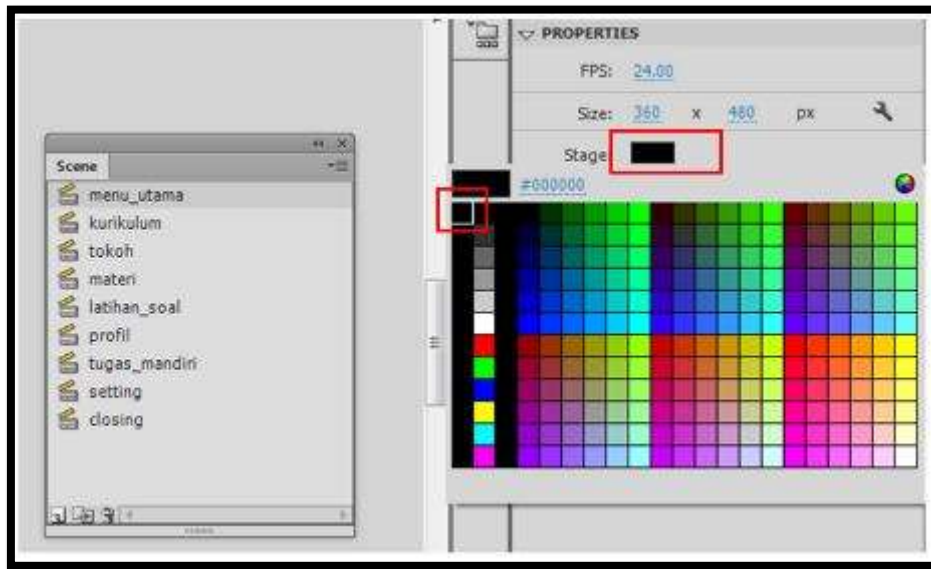 PROPERTIES
FPS: 24.00
Size: 360 x 480 px
Stage
#000000
Scene
menu_utama
kurikulum
tokoh
materi
latihan_soal
profil
tugas_mandiri
setting
closing